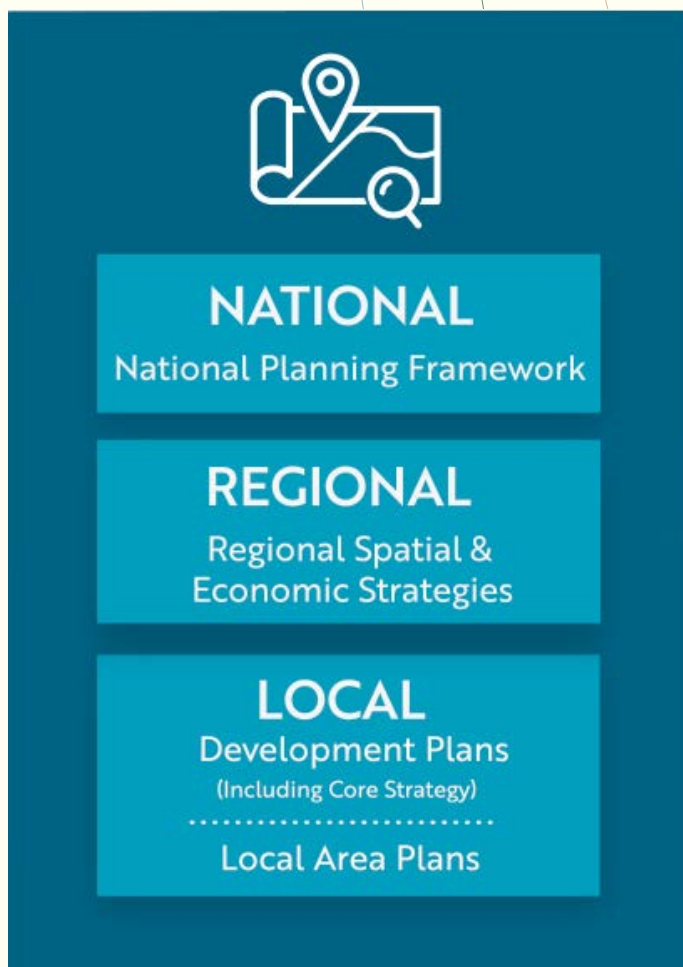 NATIONAL
National Planning Framework
REGIONAL
Regional Spatial &
Economic Strategies
LOCAL
Development Plans
(Including Core Strategy)
Local Area Plans